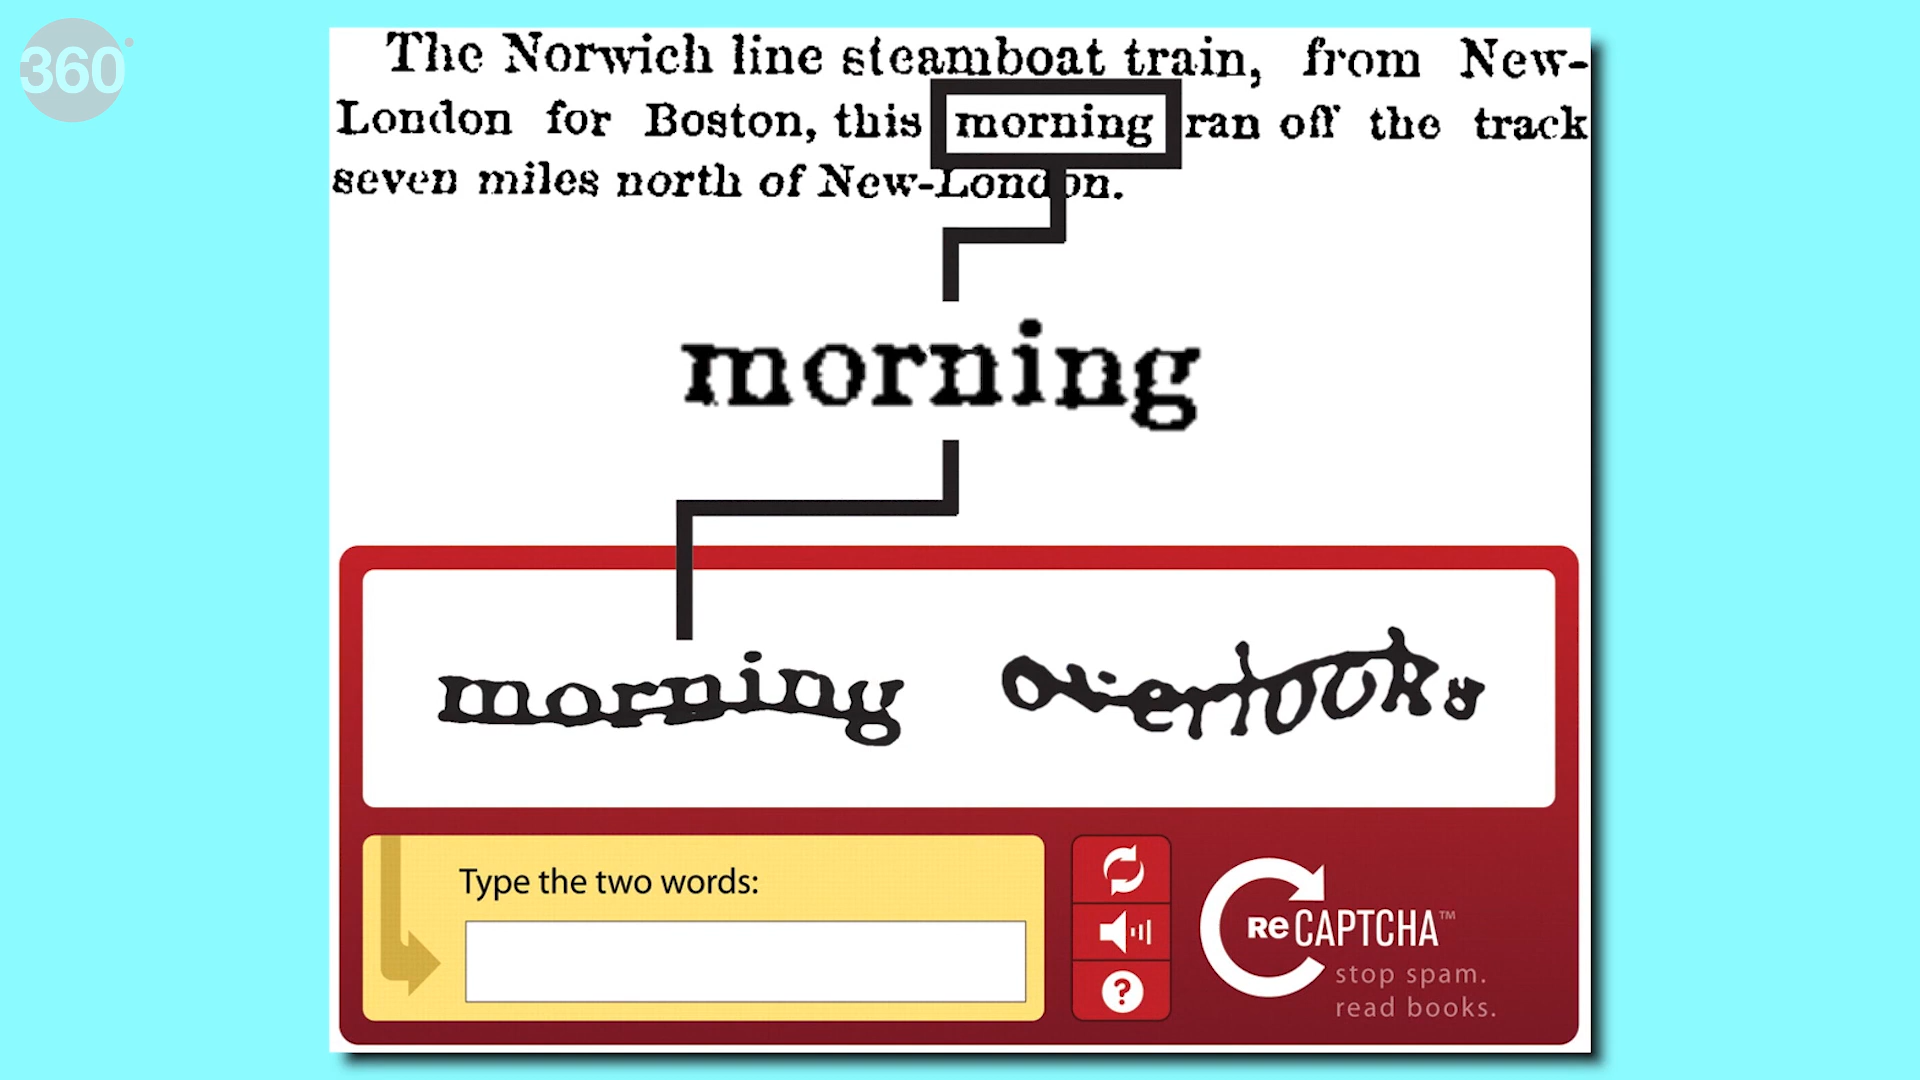 360°
The Norwich line steamboat train, from New-
London for Boston, this morning ran off the track
seven miles north of New-London.
morning
morning overlooks
Type the two words:
?
ReCAPTCHA™
stop spam.
read books.